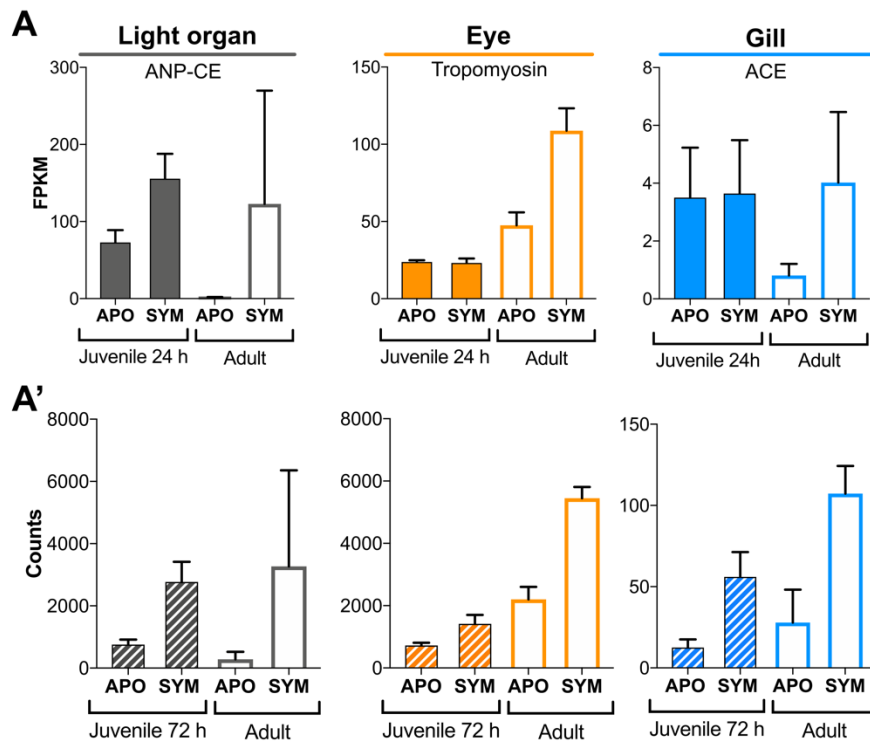 A
Light organ
Eye
Gill
ANP-CE
Tropomyosin
ACE
FPKM
300
200
100
0
150
100
50
0
8
6
4
2
0
APO SYM APO SYM
APO SYM APO SYM
APO SYM APO SYM
Juvenile 24 h Adult
Juvenile 24 h Adult
Juvenile 24h Adult
A'
Counts
8000
6000
4000
2000
0
8000
6000
4000
2000
0
150
100
50
0
APO SYM APO SYM
APO SYM APO SYM
APO SYM APO SYM
Juvenile 72 h Adult
Juvenile 72 h Adult
Juvenile 72 h Adult